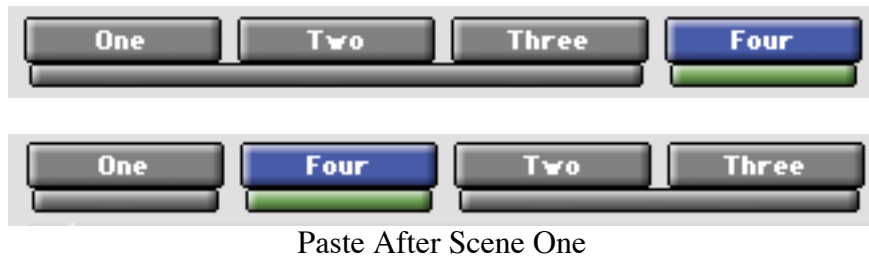 One Two Three Four
One Four Two Three
Paste After Scene One